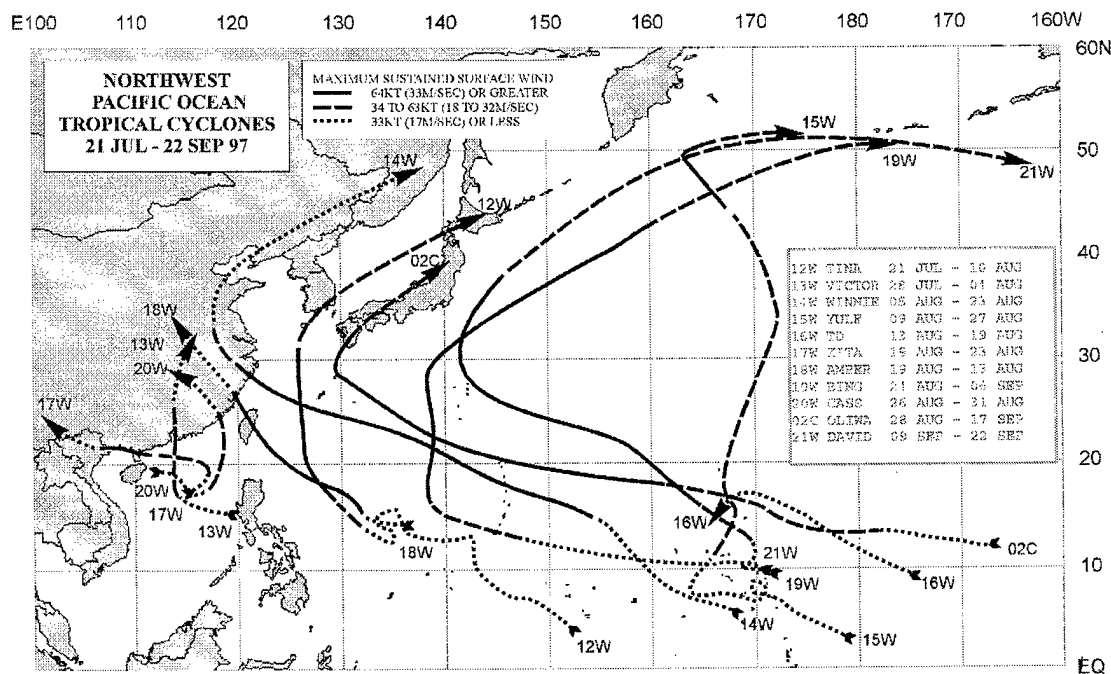 E100 110 120 130 140 150 160 170 180 170 160W
60N
NORTHWEST
PACIFIC OCEAN
TROPICAL CYCLONES
21 JUL - 22 SEP 97
MAXIMUM SUSTAINED SURFACE WIND
64KT (33M/SEC) OR GREATER
34 TO 63KT (18 TO 32M/SEC)
33KT (17M/SEC) OR LESS
15W
14W
50
19W
21W
12W
02C
40
12W TINA 21 JUL - 10 AUG
13W VICTOR 28 JUL - 04 AUG
14W WINNIE 05 AUG - 23 AUG
15W YULE 09 AUG - 27 AUG
16W TD 13 AUG - 19 AUG
17W ZITA 19 AUG - 23 AUG
18W AMBER 19 AUG -
19W BING 21 AUG - 06 SEP
20W CASS 26 AUG - 31 AUG
02C OLIWA 28 AUG - 17 SEP
21W DAVID 09 SEP - 22 SEP
18W
13W
30
20W
17W
20
20W
17W
13W
16W
18W
21W
02C
10
19W
16W
14W
12W
15W
EQ